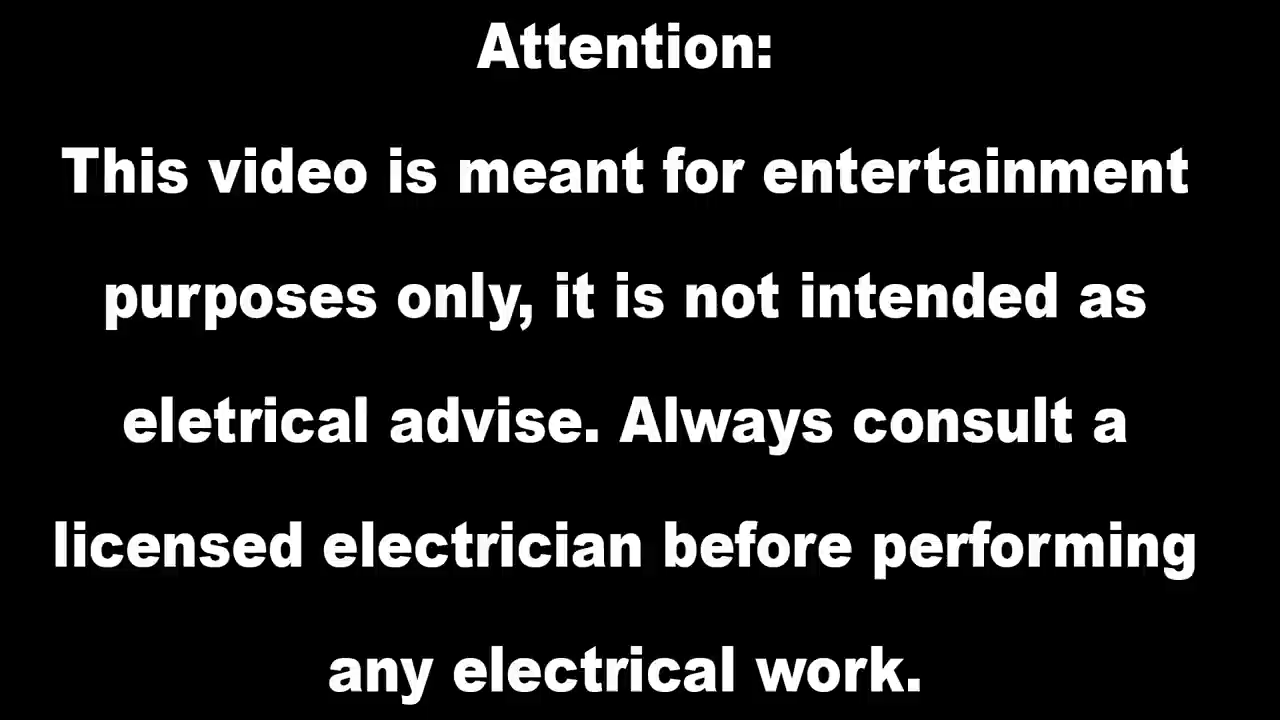 Attention:
This video is meant for entertainment
purposes only, it is not intended as
eletrical advise. Always consult a
licensed electrician before performing
any electrical work.